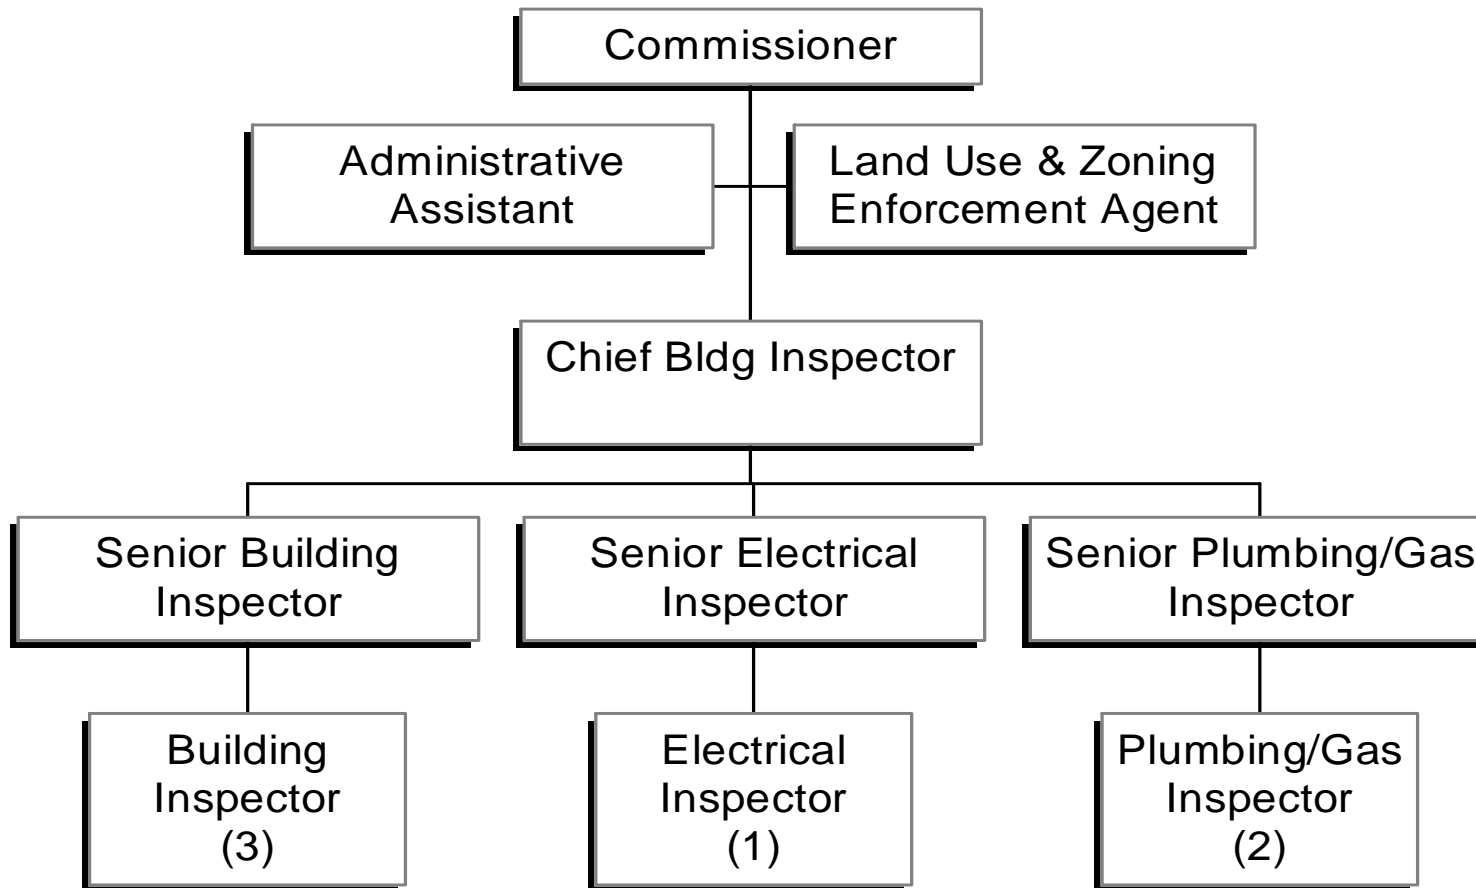 Commissioner
Administrative
Assistant
Land Use & Zoning
Enforcement Agent
Chief Bldg Inspector
Senior Building
Inspector
Senior Electrical
Inspector
Senior Plumbing/Gas
Inspector
Building
Inspector
(3)
Electrical
Inspector
(1)
Plumbing/Gas
Inspector
(2)